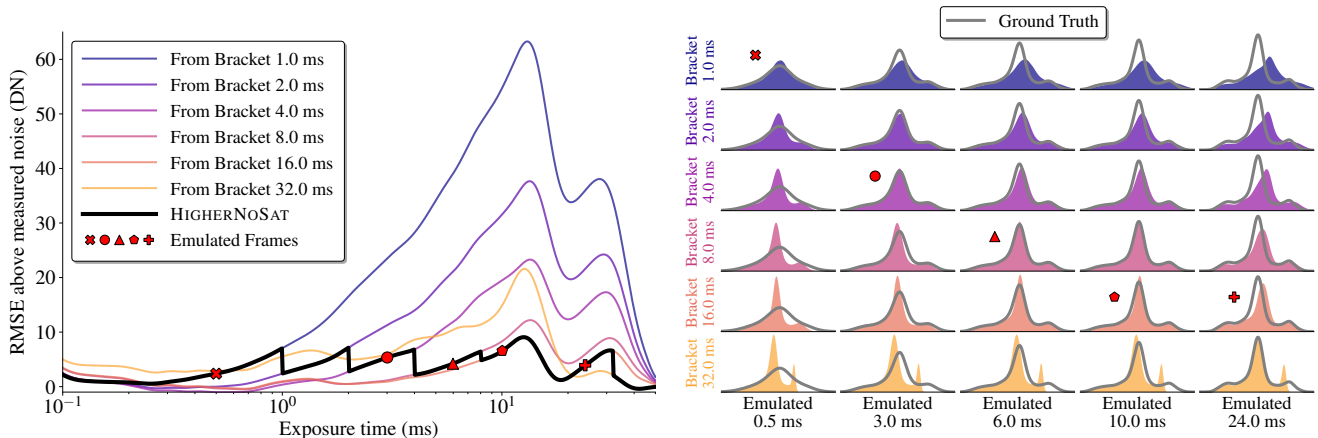 RMSE above measured noise (DN)
60
50
40
30
20
10
0
From Bracket 1.0 ms
From Bracket 2.0 ms
From Bracket 4.0 ms
From Bracket 8.0 ms
From Bracket 16.0 ms
From Bracket 32.0 ms
HIGHERNOSAT
Emulated Frames
10⁻¹
10⁰
10¹
Exposure time (ms)
Ground Truth
Bracket
1.0 ms
Bracket
2.0 ms
Bracket
4.0 ms
Bracket
8.0 ms
Bracket
16.0 ms
Bracket
32.0 ms
Emulated
0.5 ms
Emulated
3.0 ms
Emulated
6.0 ms
Emulated
10.0 ms
Emulated
24.0 ms